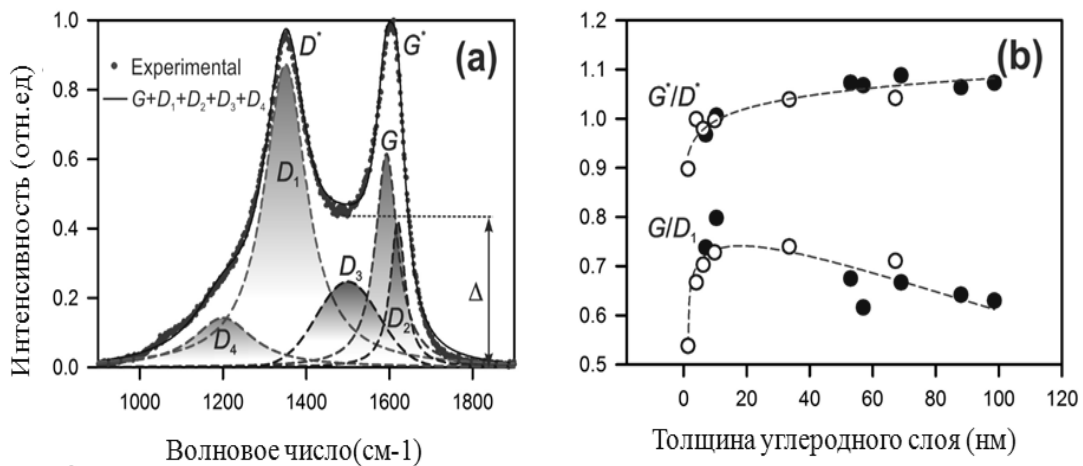 Интенсивность (отн.ед)
1.0
0.8
0.6
0.4
0.2
0.0
Experimental
G+D1+D2+D3+D4
D*
G*
(a)
G
D1
D3
D2
D4
Δ
1000 1200 1400 1600 1800
Волновое число(см-1)
1.2
1.1
1.0
0.9
0.8
0.7
0.6
0.5
(b)
G*/D*
G/D1
0 20 40 60 80 100 120
Толщина углеродного слоя (нм)